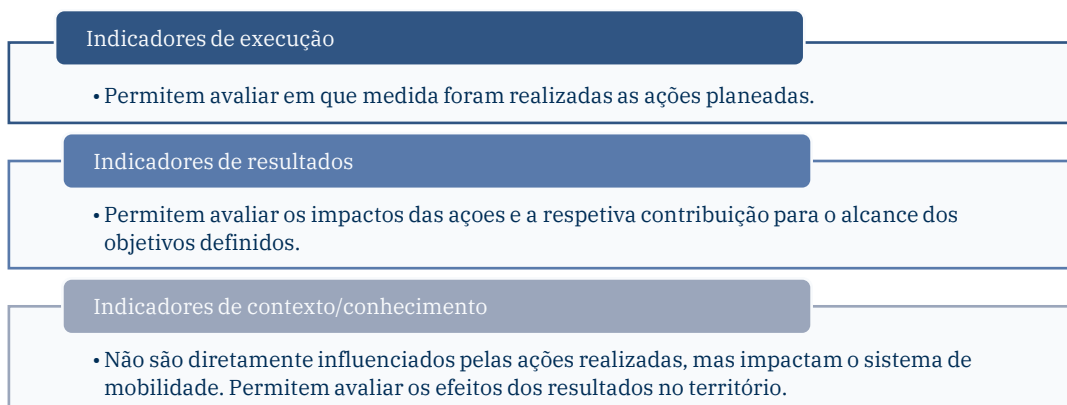 Indicadores de execução
• Permitem avaliar em que medida foram realizadas as ações planeadas.
Indicadores de resultados
• Permitem avaliar os impactos das açoes e a respetiva contribuição para o alcance dos
objetivos definidos.
Indicadores de contexto/conhecimento
• Não são diretamente influenciados pelas ações realizadas, mas impactam o sistema de
mobilidade. Permitem avaliar os efeitos dos resultados no território.